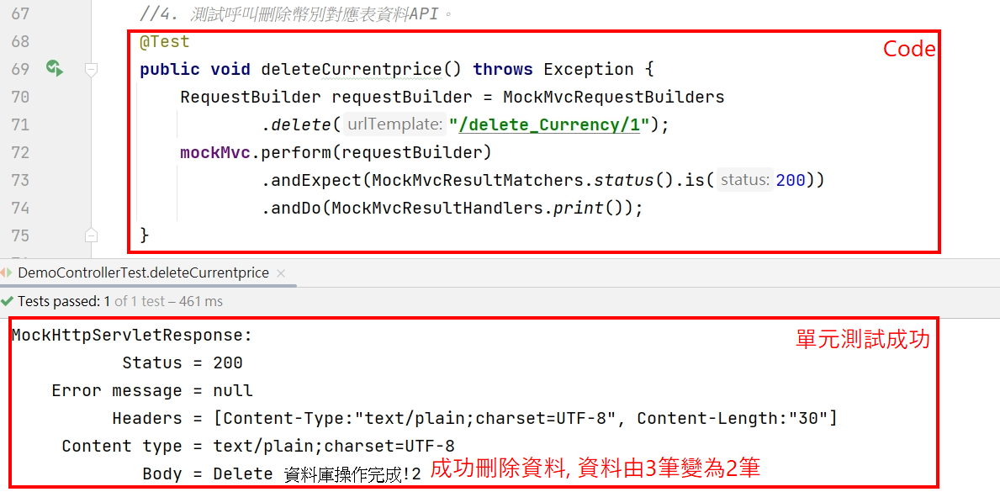 67 //4. 測試呼叫刪除幣別對應表資料API。
68 @Test Code
69 public void deleteCurrentprice() throws Exception {
70 RequestBuilder requestBuilder = MockMvcRequestBuilders
71 .delete( urlTemplate: "/delete_Currency/1");
72 mockMvc.perform(requestBuilder)
73 .andExpect(MockMvcResultMatchers.status().is( status: 200))
74 .andDo(MockMvcResultHandlers.print());
75 }
DemoControllerTest.deleteCurrentprice ×
Tests passed: 1 of 1 test – 461 ms
MockHttpServletResponse: 單元測試成功
Status = 200
Error message = null
Headers = [Content-Type:"text/plain;charset=UTF-8", Content-Length:"30"]
Content type = text/plain;charset=UTF-8
Body = Delete 資料庫操作完成!2 成功刪除資料, 資料由3筆變為2筆